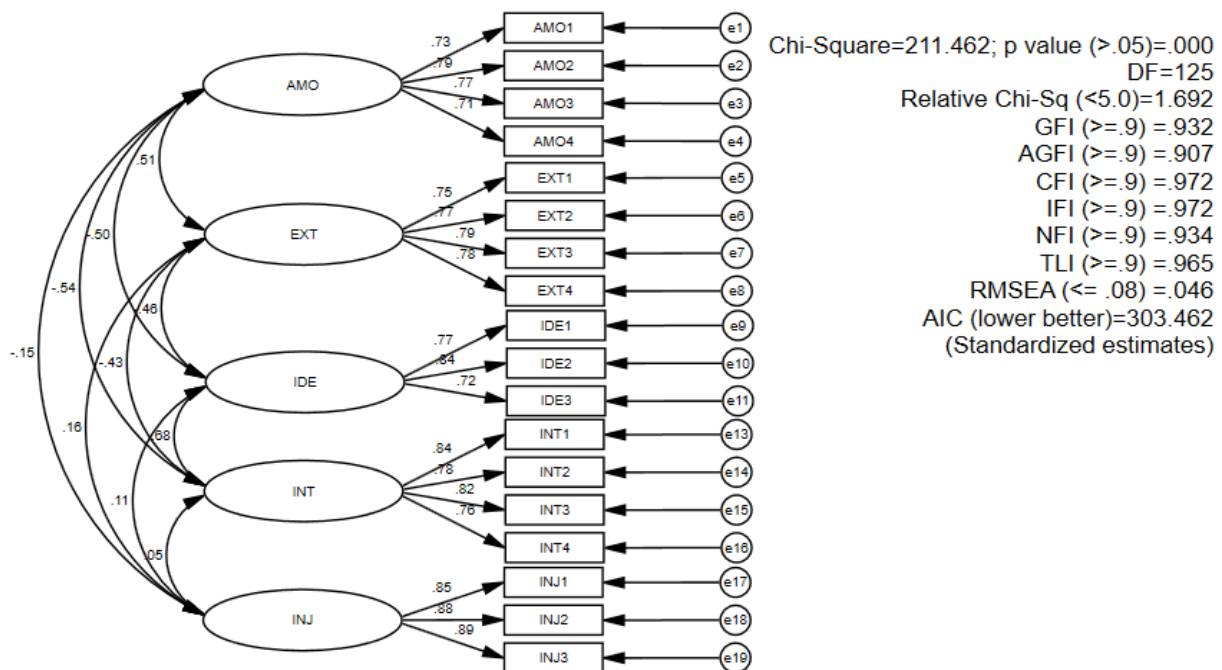 AMO1
e1
.73
Chi-Square=211.462; p value (>.05)=.000
AMO2
e2
.79
DF=125
AMO
.77
AMO3
e3
Relative Chi-Sq (<5.0)=1.692
.71
GFI (>=.9) =.932
AMO4
e4
AGFI (>=.9) =.907
.51
EXT1
e5
CFI (>=.9) =.972
.75
EXT2
e6
IFI (>=.9) =.972
.77
EXT
-.50
.79
EXT3
e7
NFI (>=.9) =.934
.78
TLI (>=.9) =.965
-.54
EXT4
e8
RMSEA (<= .08) =.046
.46
IDE1
e9
AIC (lower better)=303.462
.77
(Standardized estimates)
-.15
-.43
.84
IDE2
e10
IDE
.72
IDE3
e11
.16
.68
INT1
e13
.84
INT2
e14
.78
INT
.82
INT3
e15
.11
.76
INT4
e16
.05
INJ1
e17
.85
INJ
.88
INJ2
e18
.89
INJ3
e19